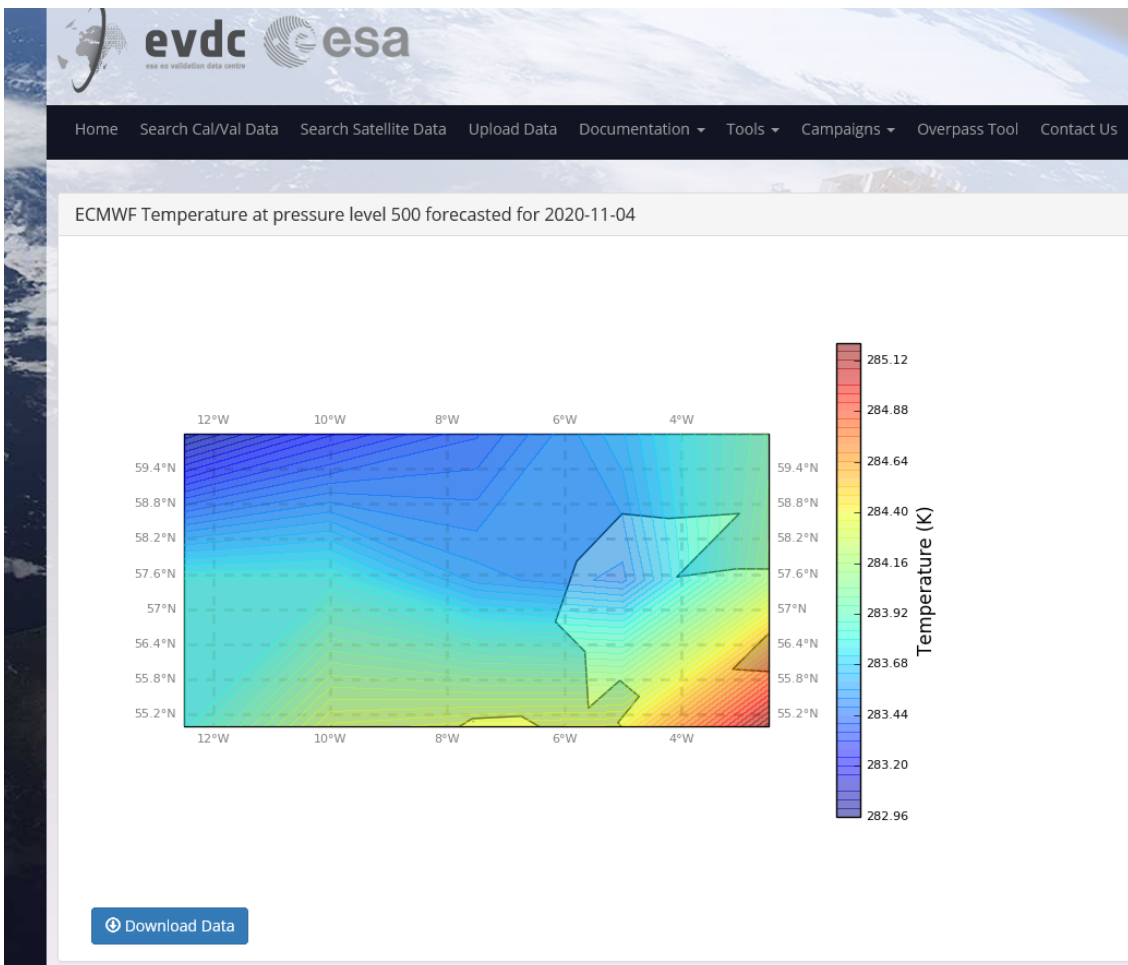 evdc esa
esa eo validation data centre
Home Search Cal/Val Data Search Satellite Data Upload Data Documentation Tools Campaigns Overpass Tool Contact Us
ECMWF Temperature at pressure level 500 forecasted for 2020-11-04
12°W 10°W 8°W 6°W 4°W
59.4°N 59.4°N
58.8°N 58.8°N
58.2°N 58.2°N
57.6°N 57.6°N
57°N 57°N
56.4°N 56.4°N
55.8°N 55.8°N
55.2°N 55.2°N
12°W 10°W 8°W 6°W 4°W
285.12
284.88
284.64
284.40
284.16
283.92
283.68
283.44
283.20
282.96
Temperature (K)
Download Data